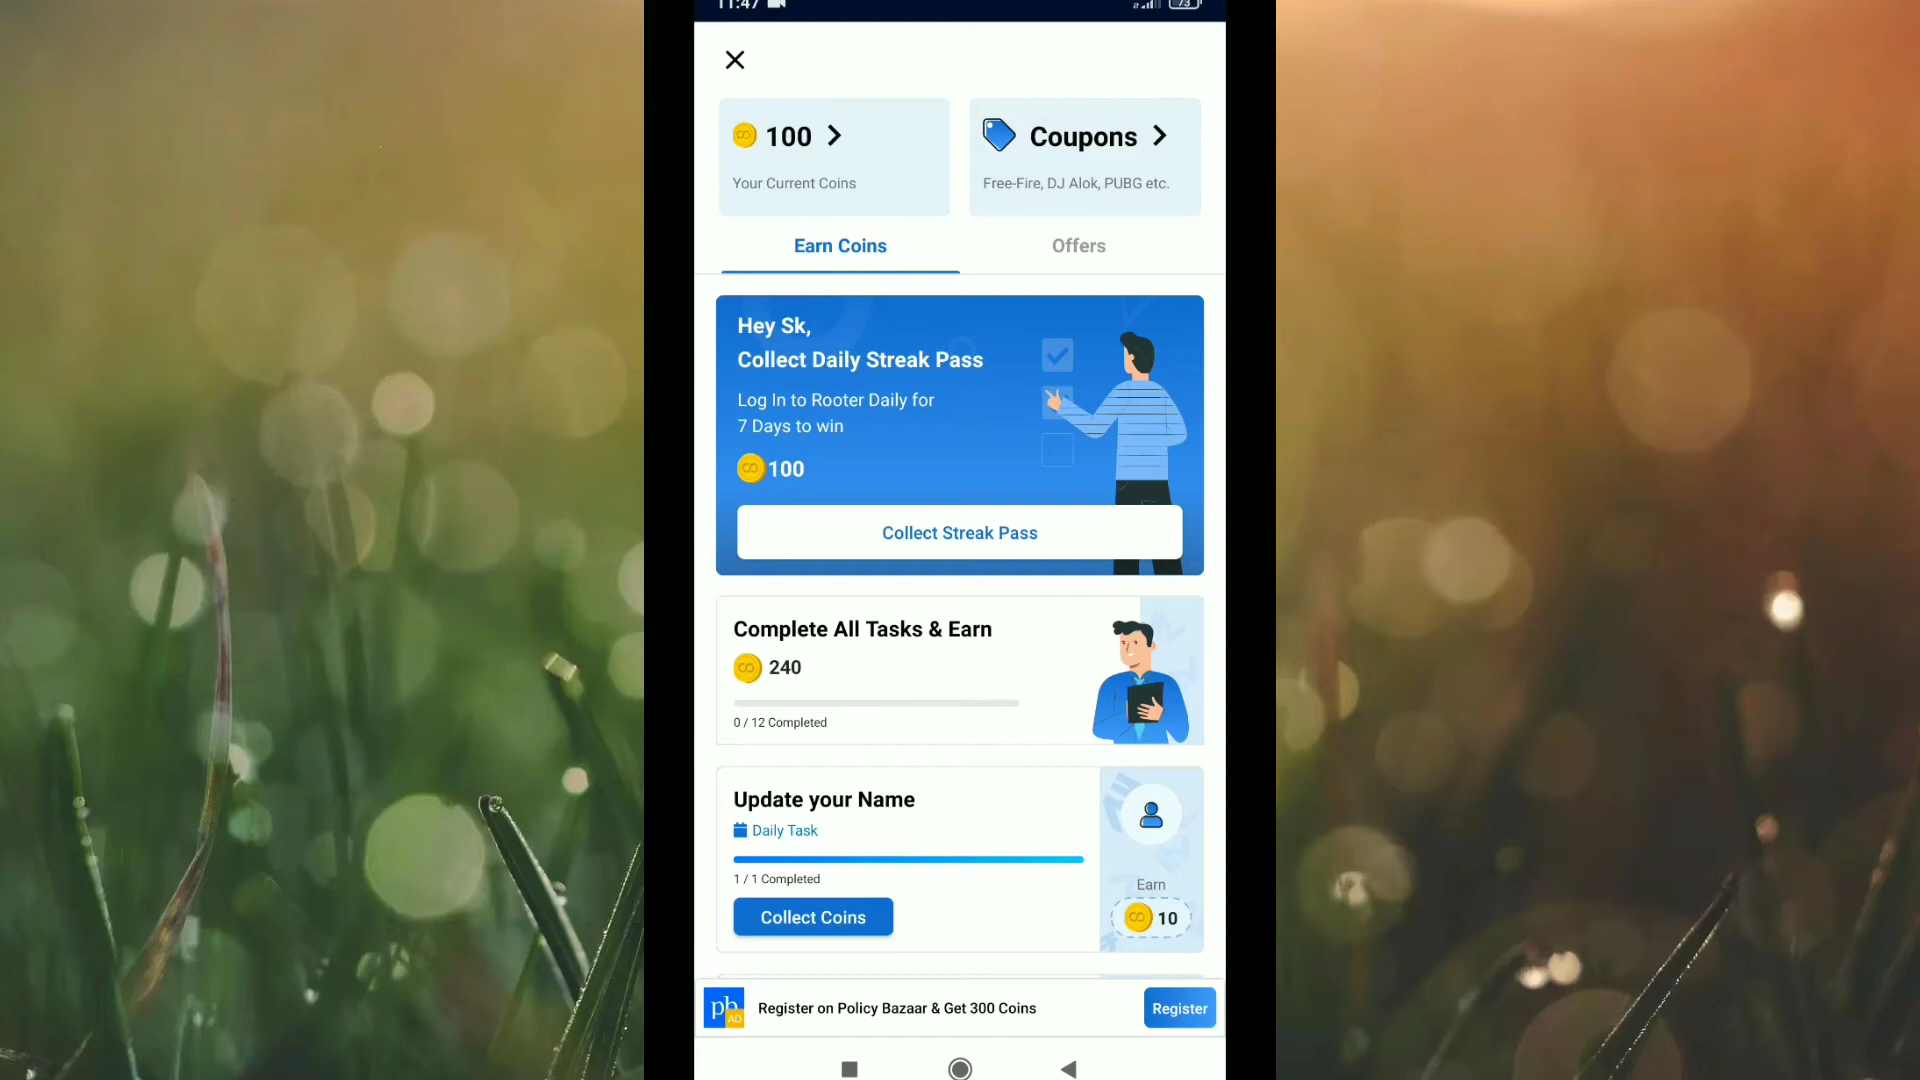 11:47
73
100
Coupons
Your Current Coins
Free-Fire, DJ Alok, PUBG etc.
Earn Coins
Offers
Hey Sk,
Collect Daily Streak Pass
Log In to Rooter Daily for
7 Days to win
100
Collect Streak Pass
Complete All Tasks & Earn
240
0 / 12 Completed
Update your Name
Daily Task
1 / 1 Completed
Earn
Collect Coins
10
pb
AD
Register on Policy Bazaar & Get 300 Coins
Register